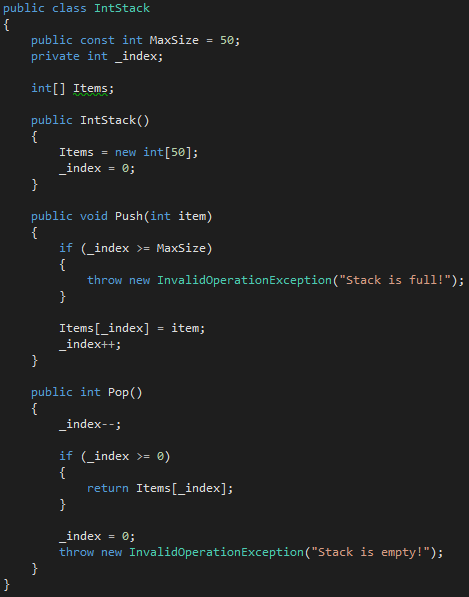 public class IntStack
{
    public const int MaxSize = 50;
    private int _index;

    int[] Items;

    public IntStack()
    {
        Items = new int[50];
        _index = 0;
    }

    public void Push(int item)
    {
        if (_index >= MaxSize)
        {
            throw new InvalidOperationException("Stack is full!");
        }

        Items[_index] = item;
        _index++;
    }

    public int Pop()
    {
        _index--;

        if (_index >= 0)
        {
            return Items[_index];
        }

        _index = 0;
        throw new InvalidOperationException("Stack is empty!");
    }
}